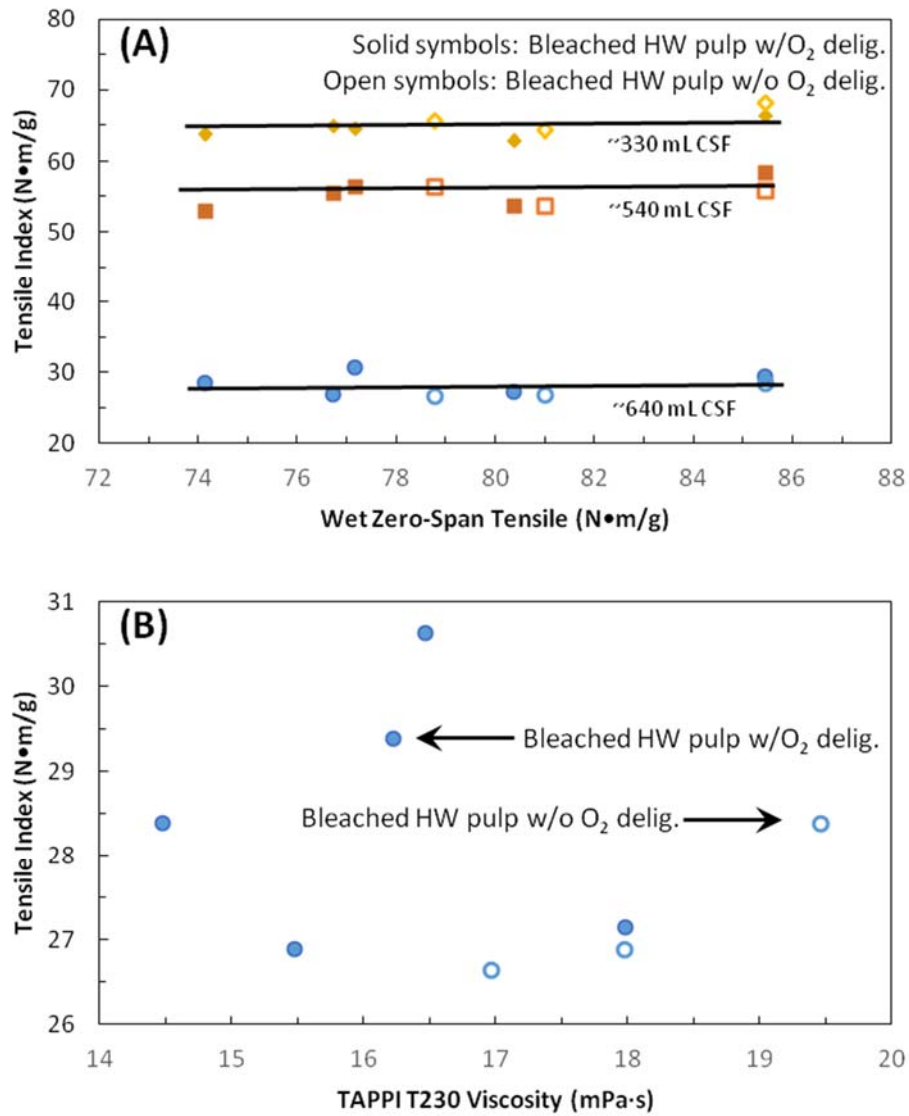 (A)
Solid symbols: Bleached HW pulp w/O₂ delig.
Open symbols: Bleached HW pulp w/o O₂ delig.
80
70
60
50
40
30
20
Tensile Index (N•m/g)
~330 mL CSF
~540 mL CSF
~640 mL CSF
72 74 76 78 80 82 84 86 88
Wet Zero-Span Tensile (N•m/g)
(B)
31
30
29
28
27
26
Tensile Index (N•m/g)
Bleached HW pulp w/O₂ delig.
Bleached HW pulp w/o O₂ delig.
14 15 16 17 18 19 20
TAPPI T230 Viscosity (mPa·s)